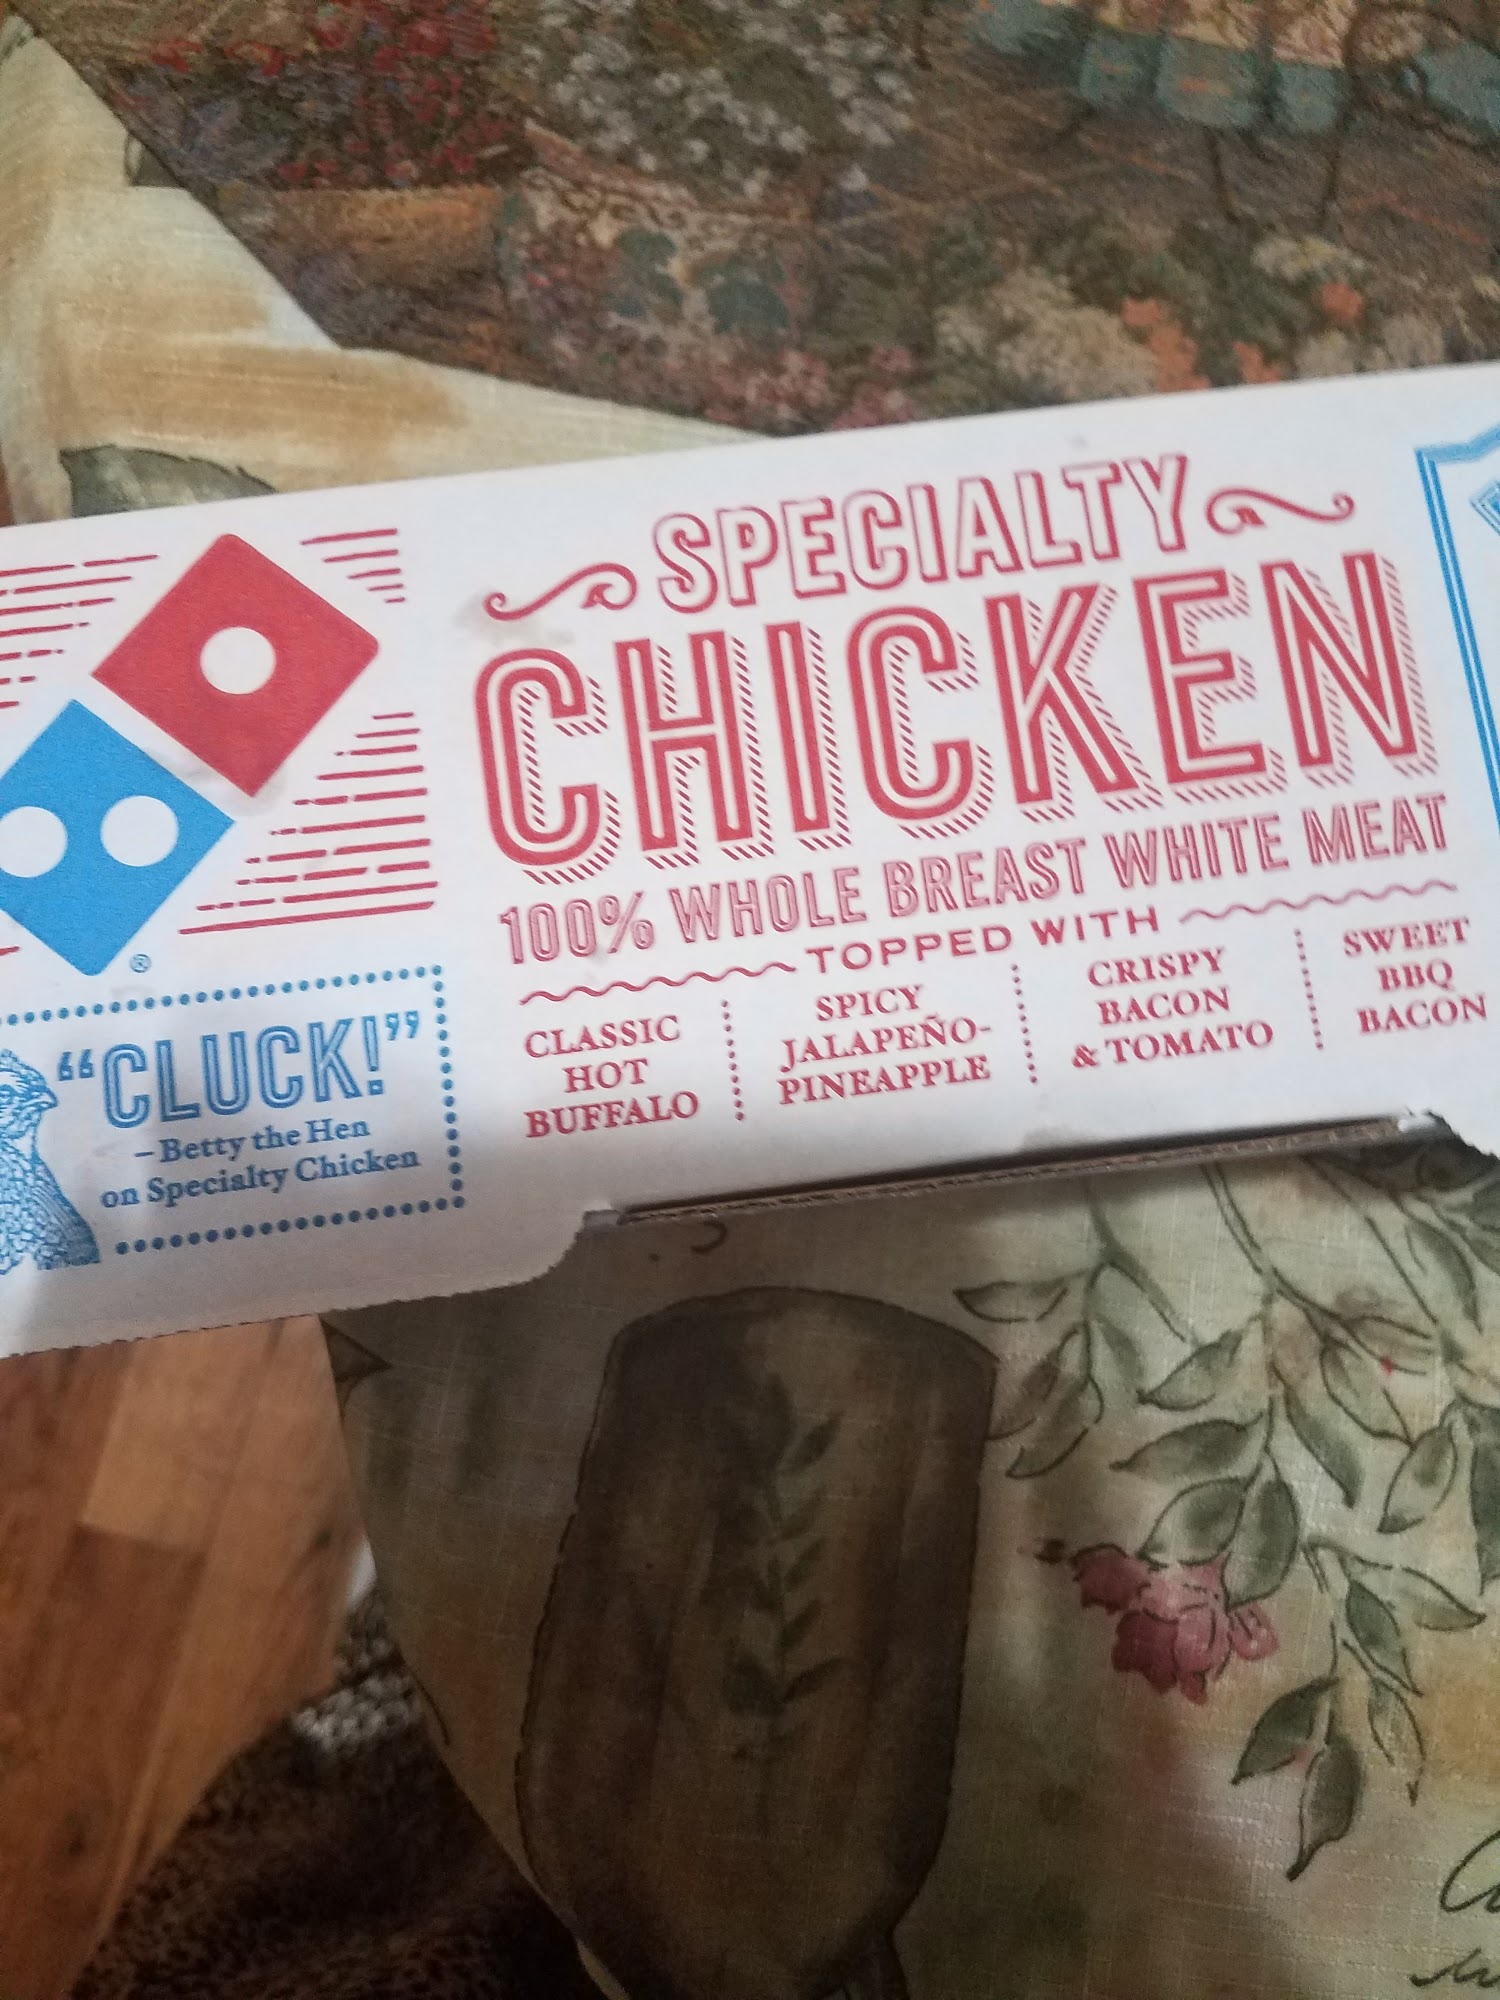 SPECIALTY
CHICKEN
100% WHOLE BREAST WHITE MEAT
TOPPED WITH
CLASSIC
HOT
BUFFALO
SPICY
JALAPEÑO-
PINEAPPLE
CRISPY
BACON
& TOMATO
SWEET
BBQ
BACON
®
“CLUCK!”
–Betty the Hen
on Specialty Chicken